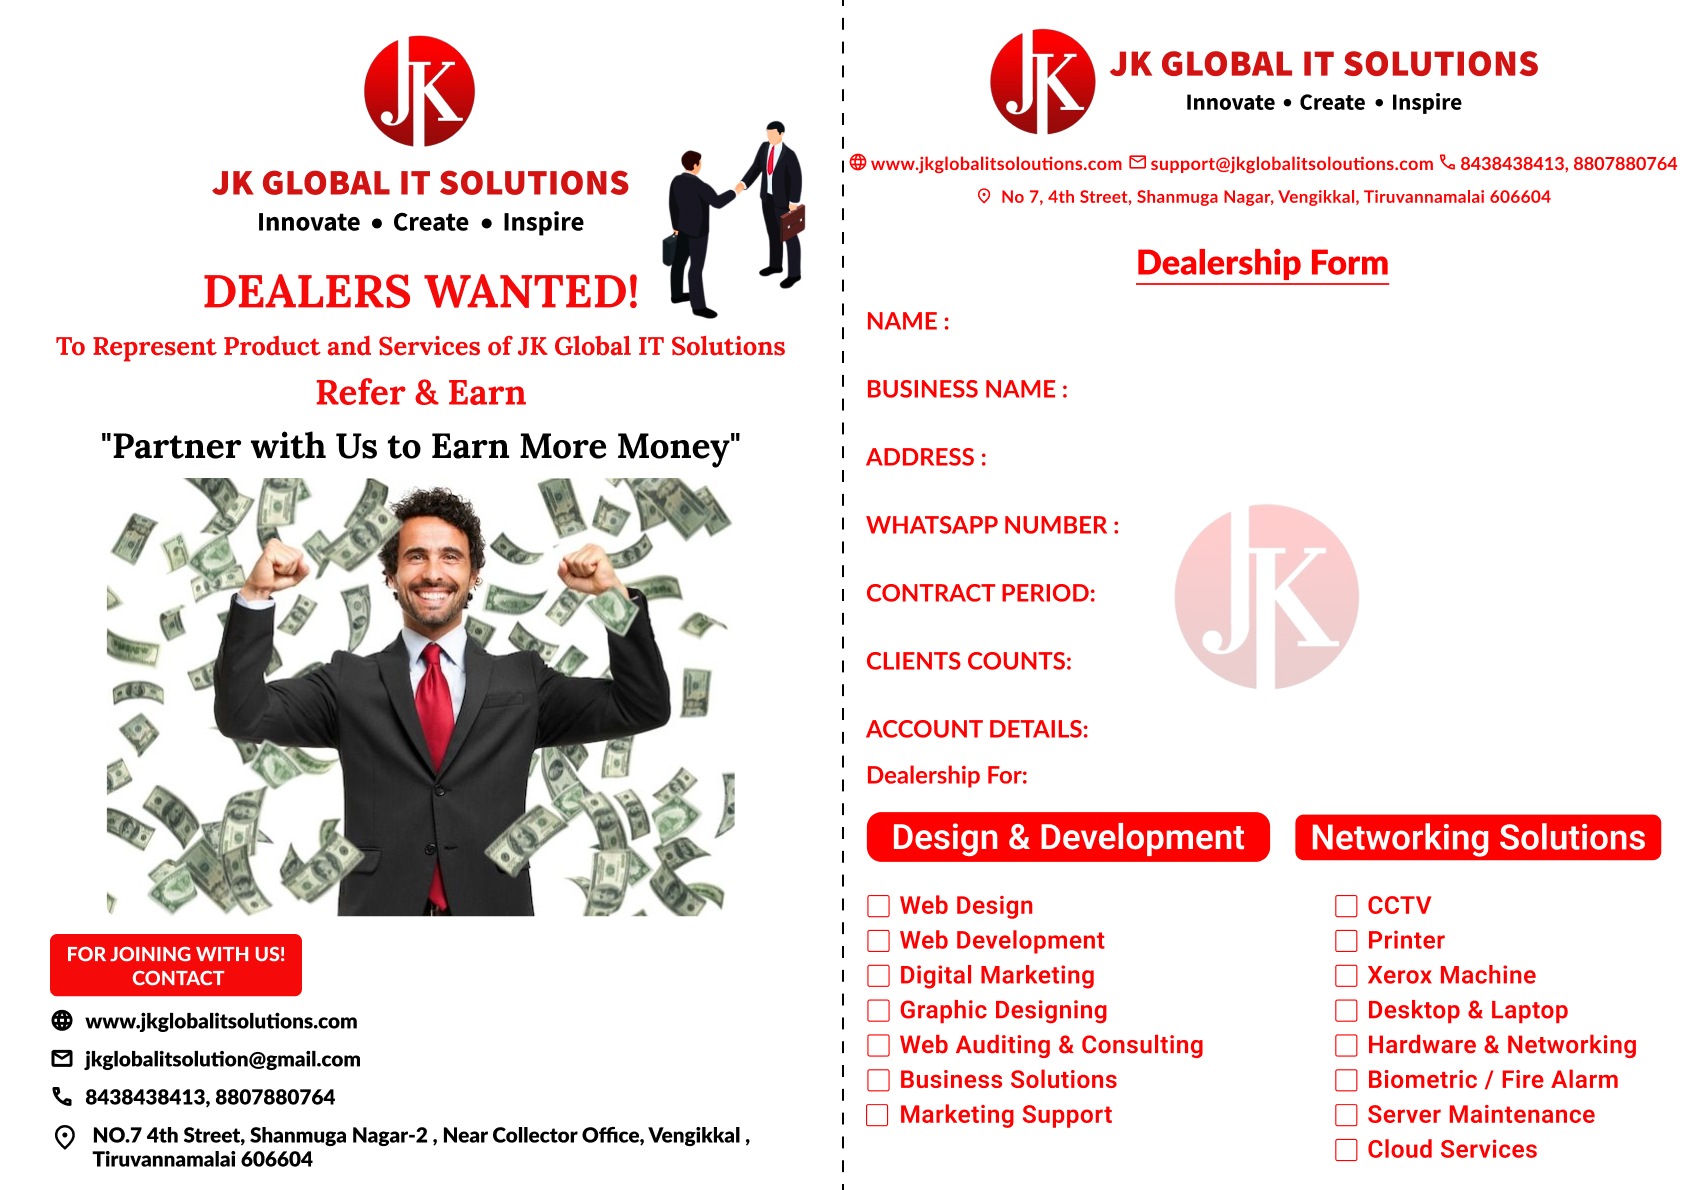 JK
JK GLOBAL IT SOLUTIONS
Innovate • Create • Inspire
DEALERS WANTED!
To Represent Product and Services of JK Global IT Solutions
Refer & Earn
"Partner with Us to Earn More Money"
FOR JOINING WITH US!
CONTACT
www.jkglobalitsolutions.com
jkglobalitsolution@gmail.com
8438438413, 8807880764
NO.7 4th Street, Shanmuga Nagar-2 , Near Collector Office, Vengikkal ,
Tiruvannamalai 606604
JK
JK GLOBAL IT SOLUTIONS
Innovate • Create • Inspire
www.jkglobalitsoloutions.com support@jkglobalitsoloutions.com 8438438413, 8807880764
No 7, 4th Street, Shanmuga Nagar, Vengikkal, Tiruvannamalai 606604
Dealership Form
NAME :
BUSINESS NAME :
ADDRESS :
WHATSAPP NUMBER :
CONTRACT PERIOD:
CLIENTS COUNTS:
ACCOUNT DETAILS:
JK
Dealership For:
Design & Development
Web Design
Web Development
Digital Marketing
Graphic Designing
Web Auditing & Consulting
Business Solutions
Marketing Support
Networking Solutions
CCTV
Printer
Xerox Machine
Desktop & Laptop
Hardware & Networking
Biometric / Fire Alarm
Server Maintenance
Cloud Services